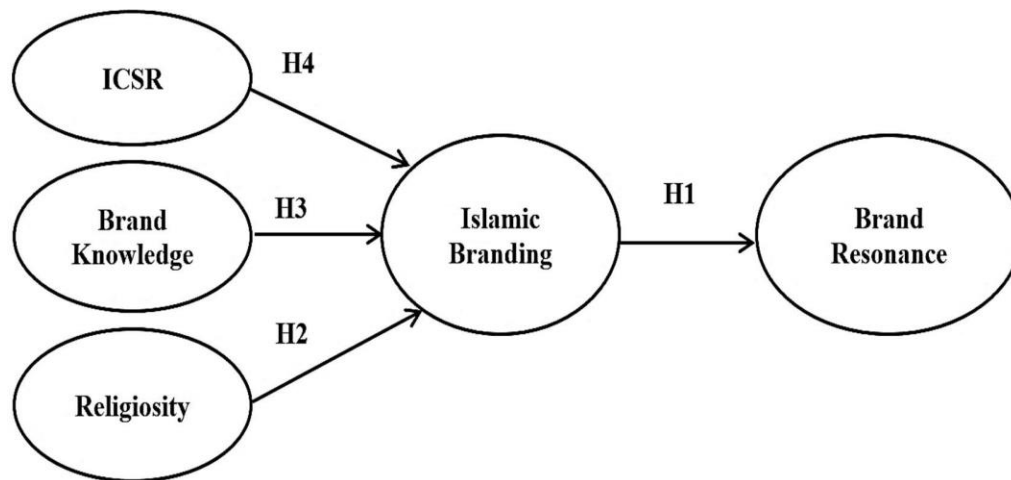 ICSR
H4
Brand
Knowledge
H3
Islamic
Branding
H1
Brand
Resonance
H2
Religiosity